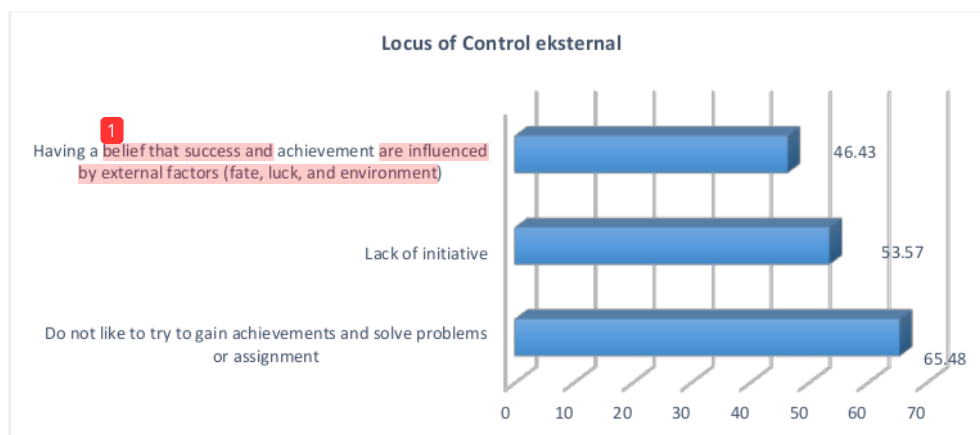 Locus of Control eksternal
1
Having a belief that success and achievement are influenced
by external factors (fate, luck, and environment)
46.43
Lack of initiative
53.57
Do not like to try to gain achievements and solve problems
or assignment
65.48
0 10 20 30 40 50 60 70